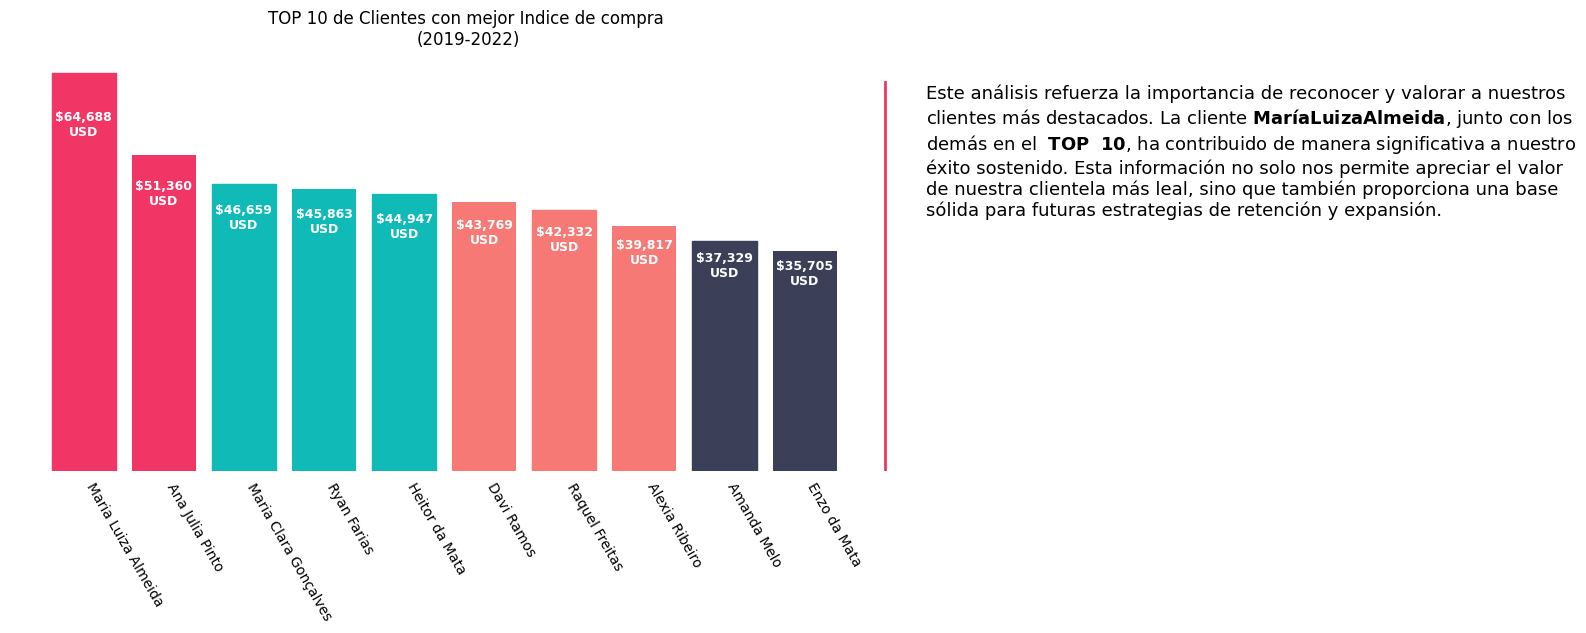 TOP 10 de Clientes con mejor Indice de compra
(2019-2022)
$64,688
USD
$51,360
USD
$46,659
USD
$45,863
USD
$44,947
USD
$43,769
USD
$42,332
USD
$39,817
USD
$37,329
USD
$35,705
USD
Maria Luiza Almeida
Ana Julia Pinto
Maria Clara Gonçalves
Ryan Farias
Heitor da Mata
Davi Ramos
Raquel Freitas
Alexia Ribeiro
Amanda Melo
Enzo da Mata
Este análisis refuerza la importancia de reconocer y valorar a nuestros
clientes más destacados. La cliente MaríaLuizaAlmeida, junto con los
demás en el TOP 10, ha contribuido de manera significativa a nuestro
éxito sostenido. Esta información no solo nos permite apreciar el valor
de nuestra clientela más leal, sino que también proporciona una base
sólida para futuras estrategias de retención y expansión.